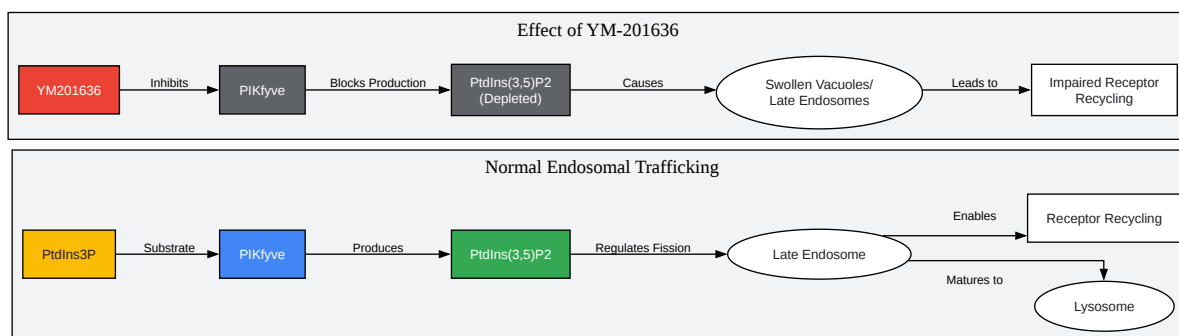 Effect of YM-201636
YM201636
Inhibits
PIKfyve
Blocks Production
PtdIns(3,5)P2
(Depleted)
Causes
Swollen Vacuoles/
Late Endosomes
Leads to
Impaired Receptor
Recycling
Normal Endosomal Trafficking
PtdIns3P
Substrate
PIKfyve
Produces
PtdIns(3,5)P2
Regulates Fission
Late Endosome
Enables
Receptor Recycling
Matures to
Lysosome